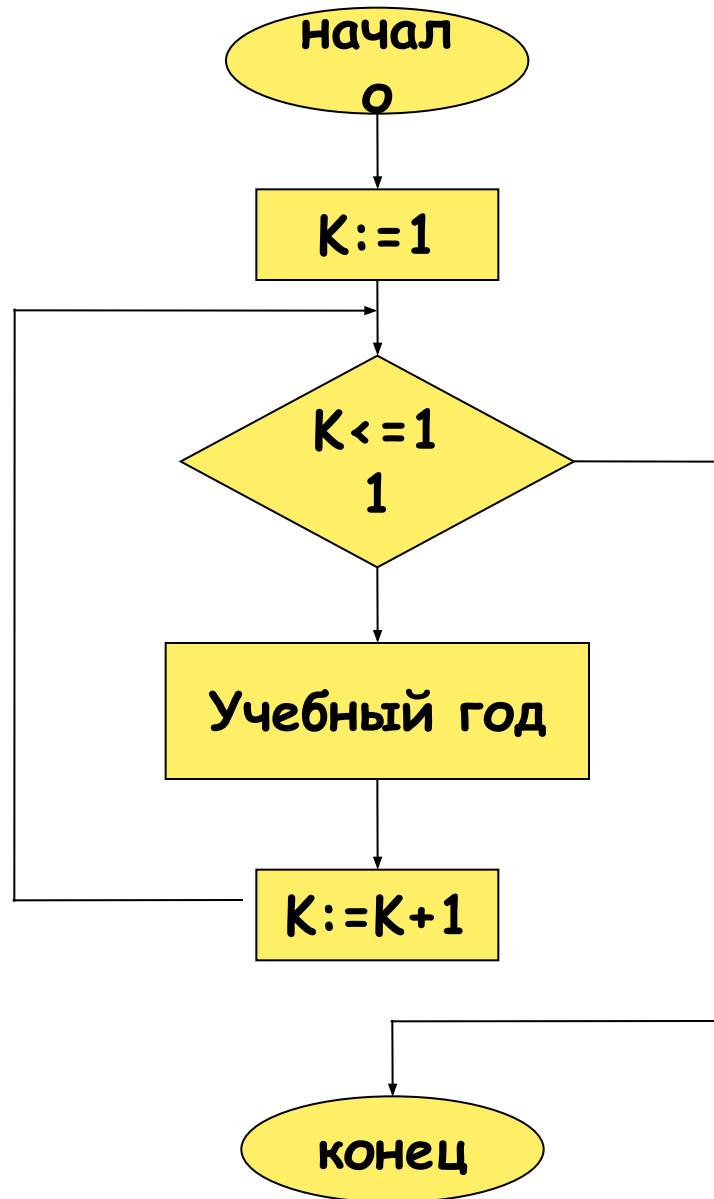 начал
о
K:=1
K<=1
1
Учебный год
K:=K+1
конец